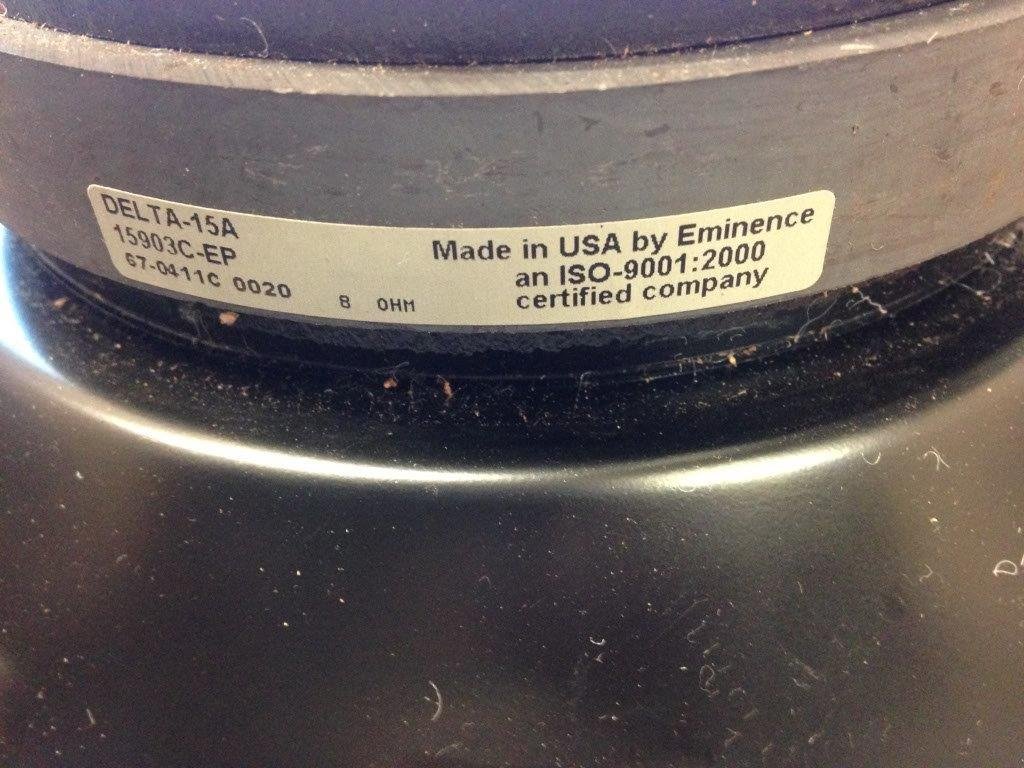 DELTA-15A
15903C-EP
67-0411C 0020 8 OHM
Made in USA by Eminence
an ISO-9001:2000
certified company